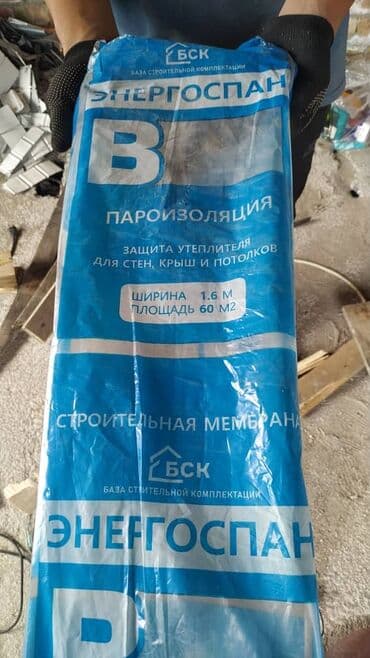 БСК
БАЗА СТРОИТЕЛЬНОЙ КОМПЛЕКТАЦИИ
ЭНЕРГОСПАН
B
ПАРОИЗОЛЯЦИЯ
ЗАЩИТА УТЕПЛИТЕЛЯ
ДЛЯ СТЕН, КРЫШ И ПОТОЛКОВ
ШИРИНА 1.6 М
ПЛОЩАДЬ 60 М2
СТРОИТЕЛЬНАЯ МЕМБРАНА
БСК
БАЗА СТРОИТЕЛЬНОЙ КОМПЛЕКТАЦИИ
ЭНЕРГОСПАН
B